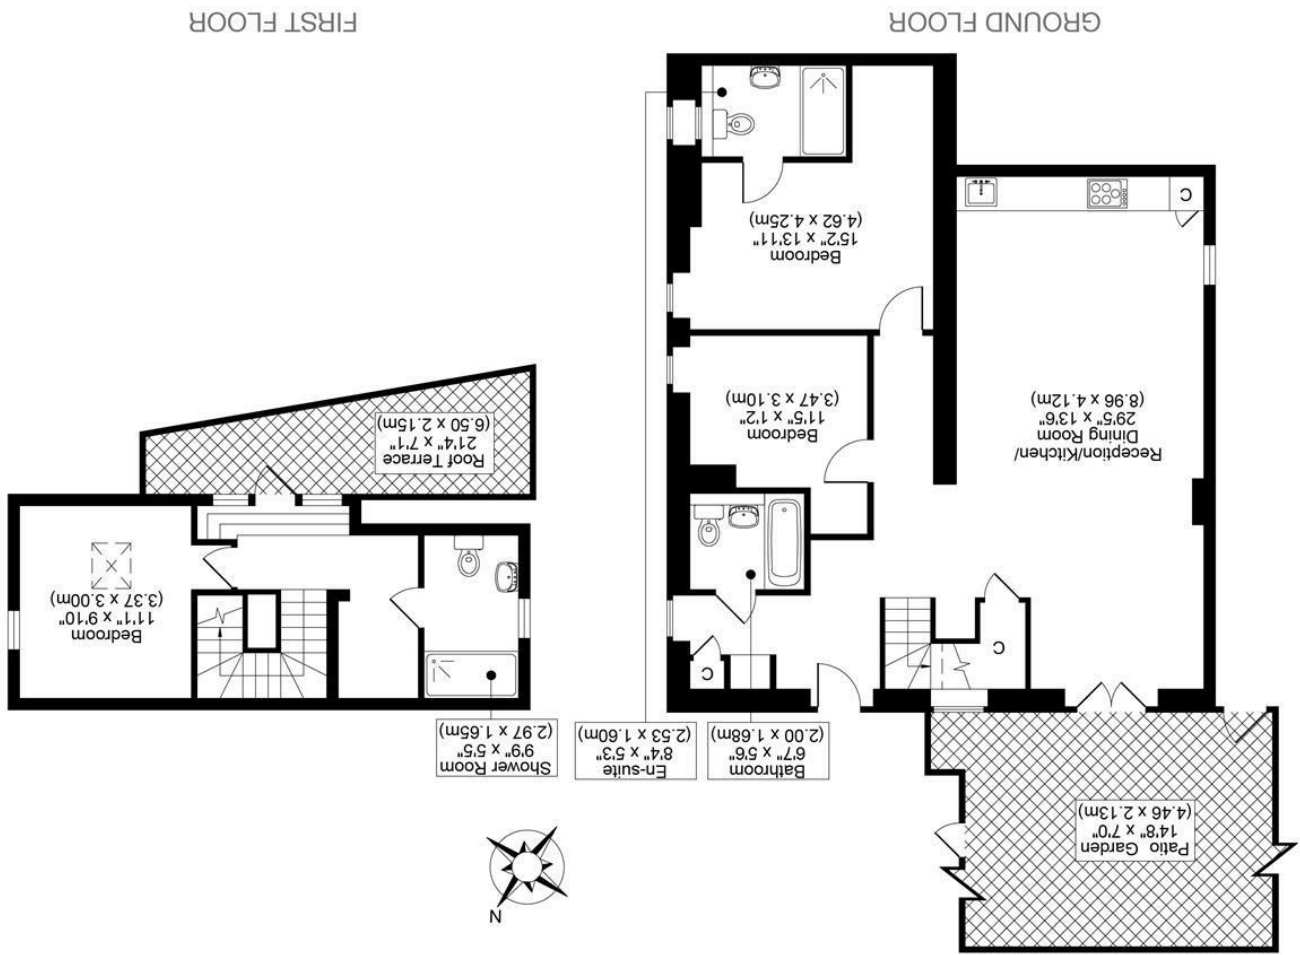 Patio Garden
14'8" x 7'0"
(4.46 x 2.13m)
N
Bathroom
6'7" x 5'6"
(2.00 x 1.68m)
En-suite
8'4" x 5'3"
(2.53 x 1.60m)
Shower Room
9'9" x 5'5"
(2.97 x 1.65m)
C
C
Bedroom
11'1" x 9'10"
(3.37 x 3.00m)
Reception/Kitchen/
Dining Room
29'5" x 13'6"
(8.96 x 4.12m)
Bedroom
11'5" x 1'2"
(3.47 x 3.10m)
Roof Terrace
21'4" x 7'1"
(6.50 x 2.15m)
Bedroom
15'2" x 13'11"
(4.62 x 4.25m)
C
GROUND FLOOR
FIRST FLOOR